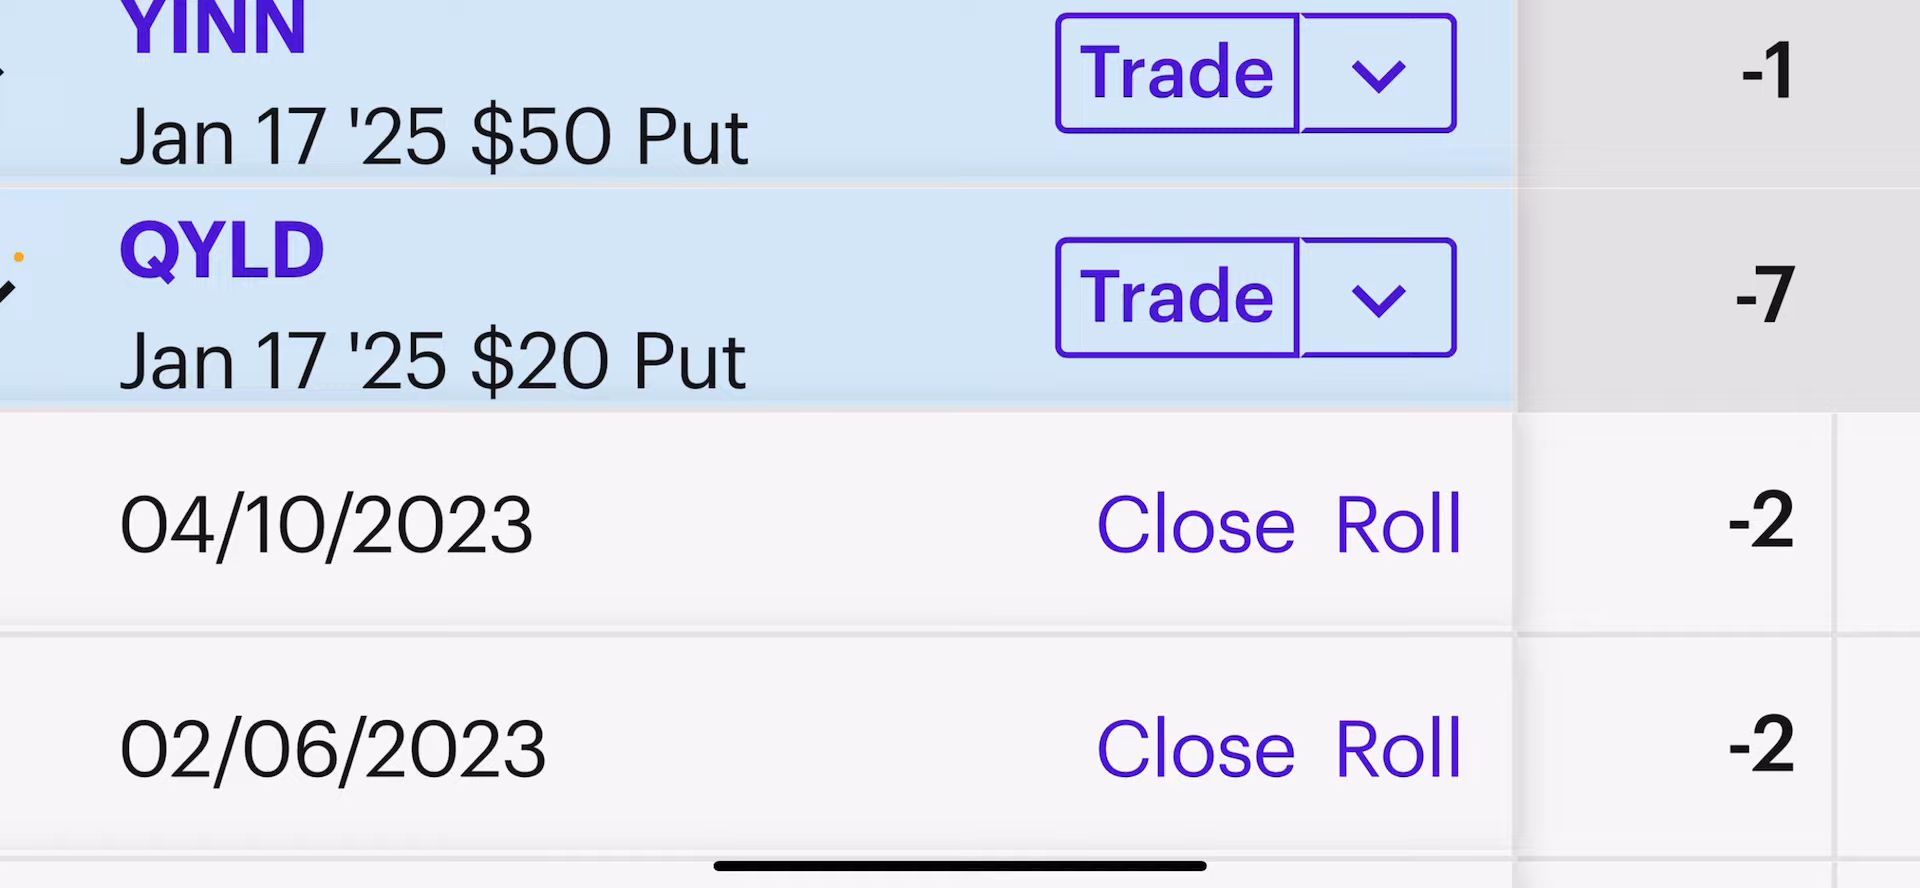 YINN
Trade
-1
Jan 17 '25 $50 Put
QYLD
Trade
-7
Jan 17 '25 $20 Put
04/10/2023 Close Roll -2
02/06/2023 Close Roll -2